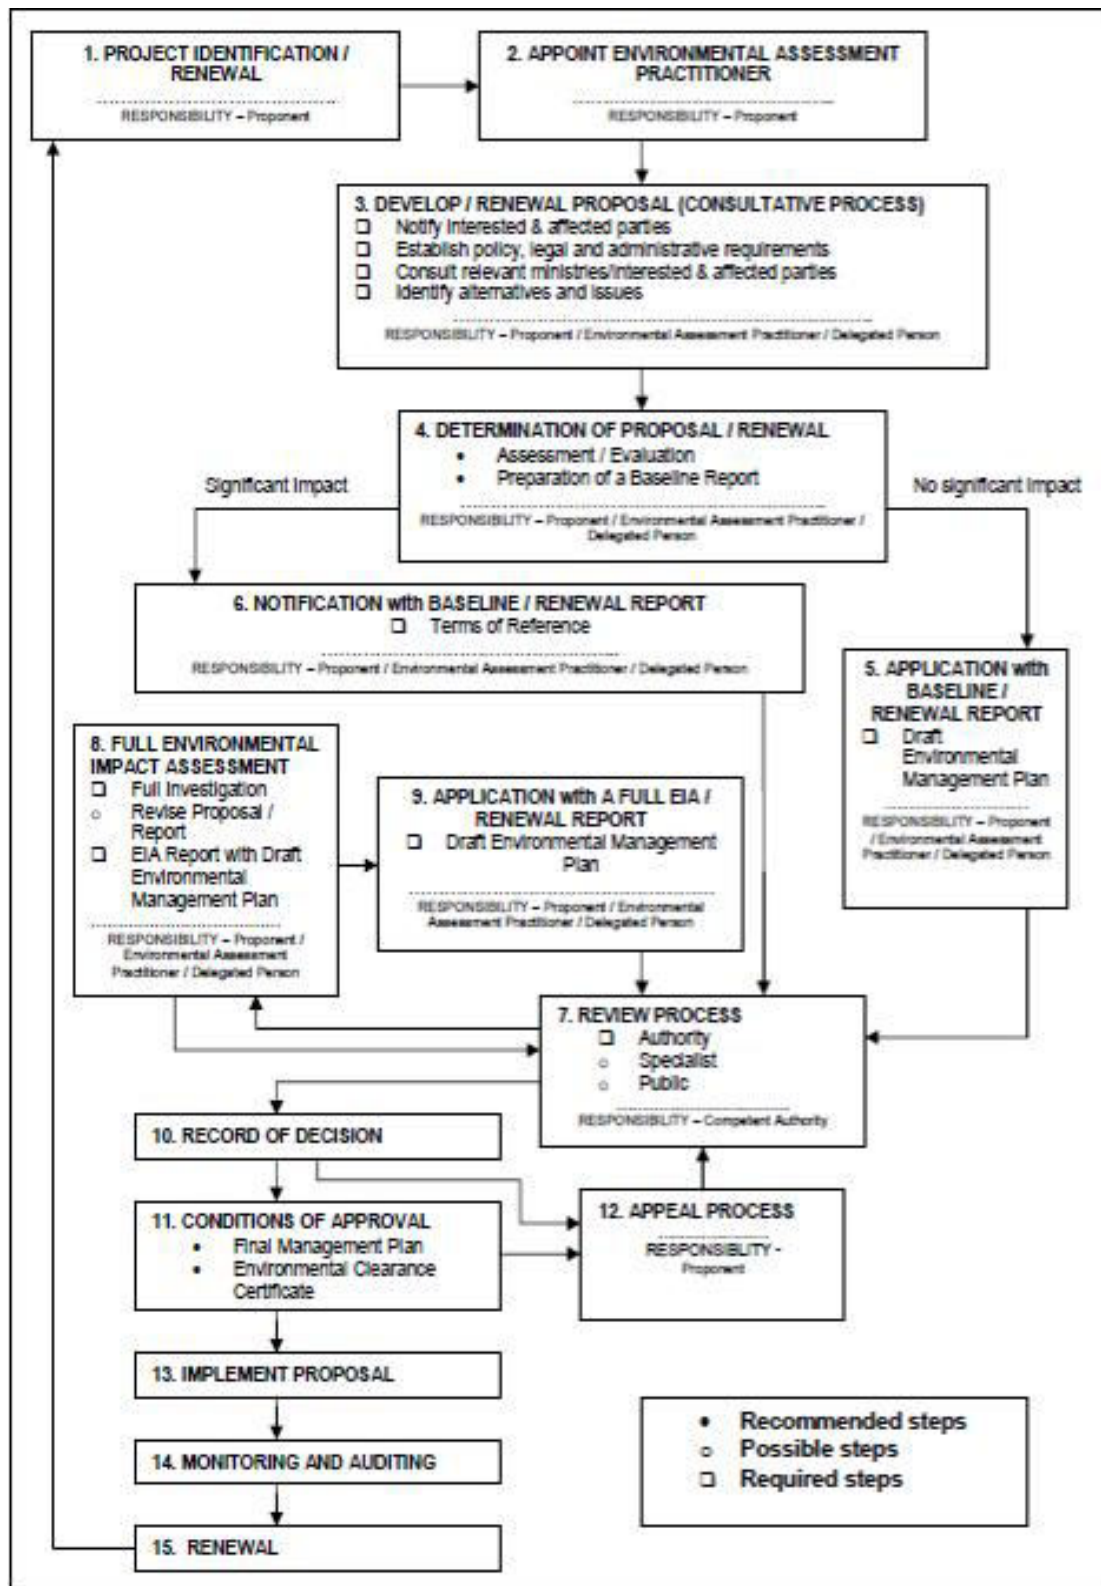 1. PROJECT IDENTIFICATION /
RENEWAL
RESPONSIBILITY – Proponent
2. APPOINT ENVIRONMENTAL ASSESSMENT
PRACTITIONER
RESPONSIBILITY – Proponent
3. DEVELOP / RENEWAL PROPOSAL (CONSULTATIVE PROCESS)
❑ Notify interested & affected parties
❑ Establish policy, legal and administrative requirements
❑ Consult relevant ministries/interested & affected parties
❑ Identify alternatives and issues
RESPONSIBILITY – Proponent / Environmental Assessment Practitioner / Delegated Person
4. DETERMINATION OF PROPOSAL / RENEWAL
• Assessment / Evaluation
• Preparation of a Baseline Report
RESPONSIBILITY – Proponent / Environmental Assessment Practitioner /
Delegated Person
Significant Impact
No significant Impact
6. NOTIFICATION with BASELINE / RENEWAL REPORT
❑ Terms of Reference
RESPONSIBILITY – Proponent / Environmental Assessment Practitioner / Delegated Person
5. APPLICATION with
BASELINE /
RENEWAL REPORT
❑ Draft
Environmental
Management Plan
RESPONSIBILITY – Proponent
/ Environmental Assessment
Practitioner / Delegated Person
8. FULL ENVIRONMENTAL
IMPACT ASSESSMENT
❑ Full Investigation
o Revise Proposal /
Report
❑ EIA Report with Draft
Environmental
Management Plan
RESPONSIBILITY – Proponent /
Environmental Assessment
Practitioner / Delegated Person
9. APPLICATION with A FULL EIA /
RENEWAL REPORT
❑ Draft Environmental Management
Plan
RESPONSIBILITY – Proponent / Environmental
Assessment Practitioner / Delegated Person
7. REVIEW PROCESS
❑ Authority
o Specialist
o Public
RESPONSIBILITY – Competent Authority
10. RECORD OF DECISION
11. CONDITIONS OF APPROVAL
• Final Management Plan
• Environmental Clearance
Certificate
12. APPEAL PROCESS
RESPONSIBLITY -
Proponent
13. IMPLEMENT PROPOSAL
14. MONITORING AND AUDITING
15. RENEWAL
• Recommended steps
o Possible steps
❑ Required steps